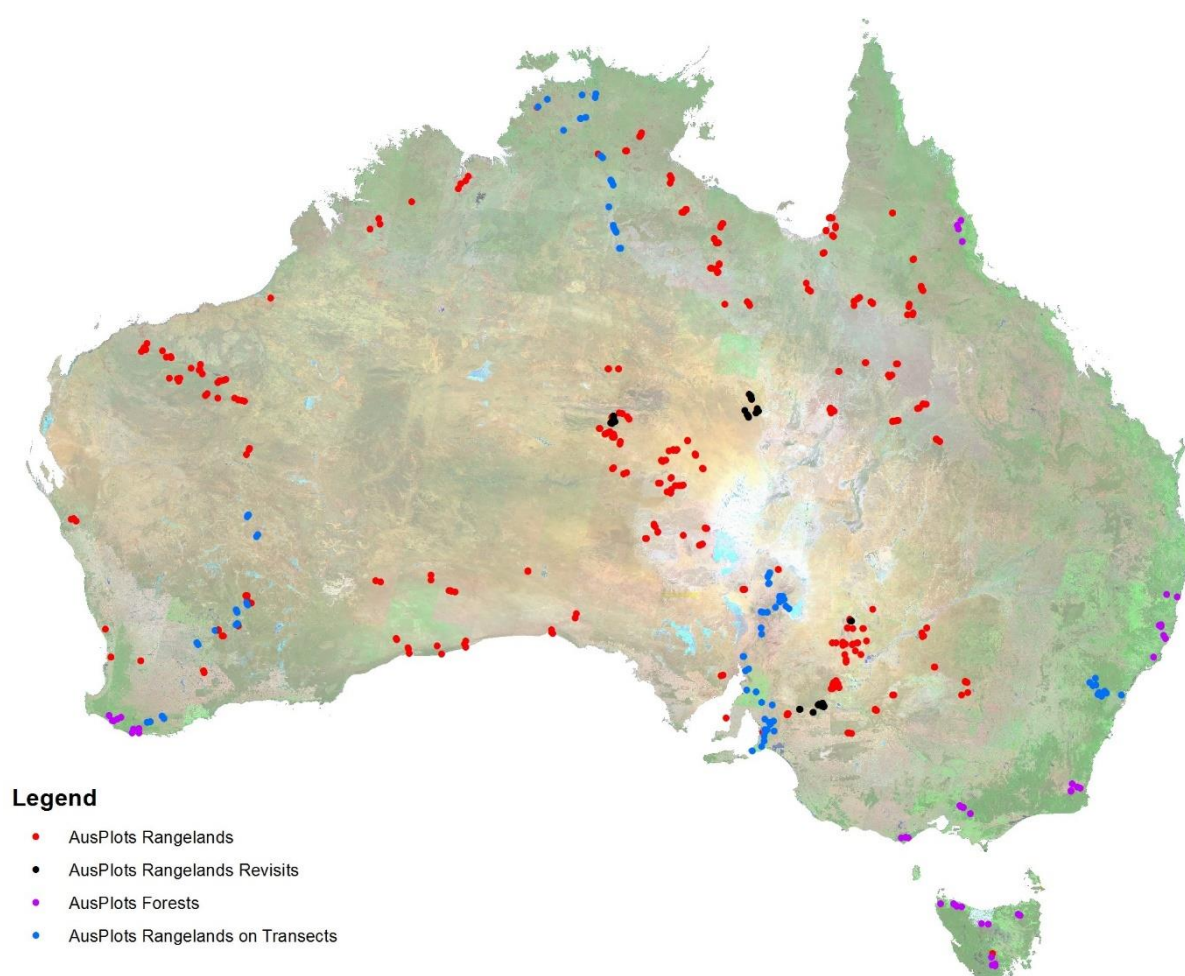 Legend
AusPlots Rangelands
AusPlots Rangelands Revisits
AusPlots Forests
AusPlots Rangelands on Transects